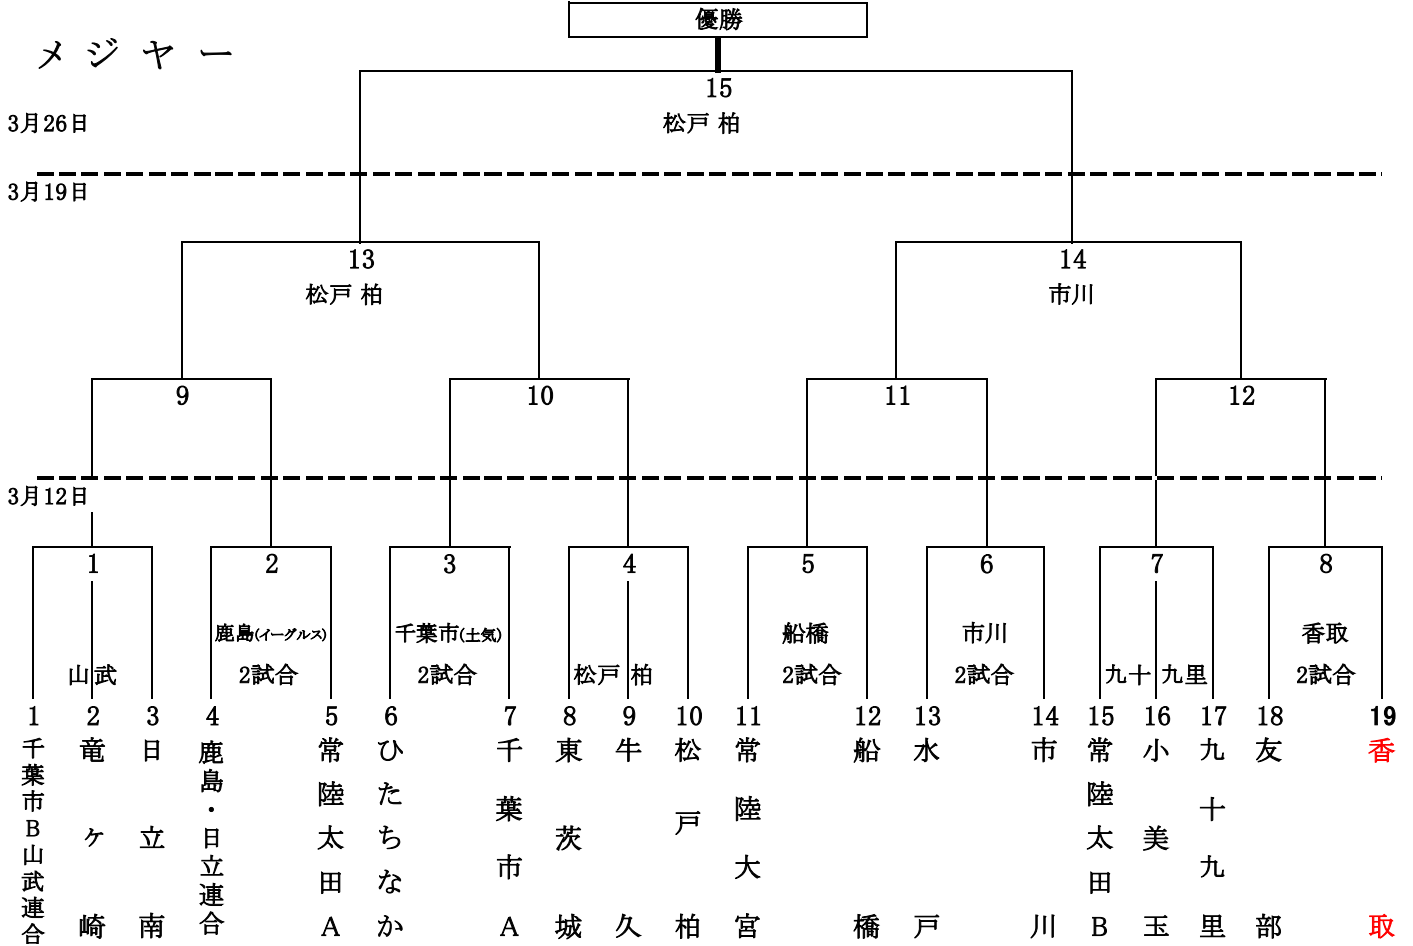 優勝
メジャー
15
3月26日
松戸 柏
3月19日
13
14
松戸 柏
市川
9
10
11
12
3月12日
1
2
3
4
5
6
7
8
鹿島(イーグルス)
千葉市(土気)
船橋
市川
香取
山武
2試合
2試合
松戸 柏
2試合
2試合
九十九里
2試合
1
2
3
4
5
6
7
8
9
10
11
12
13
14
15
16
17
18
19
千葉市B山武連合
竜ヶ崎
日立南
鹿島・日立連合
常陸太田A
ひたちなか
千葉市A
東茨城
牛久
松戸柏
常陸大宮
船橋
水戸
市川
常陸太田B
小美玉
九十九里
友部
香取